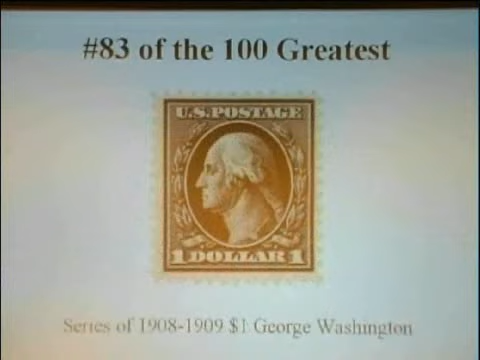 #83 of the 100 Greatest
U.S. POSTAGE
1 DOLLAR 1
Series of 1908-1909 $1 George Washington